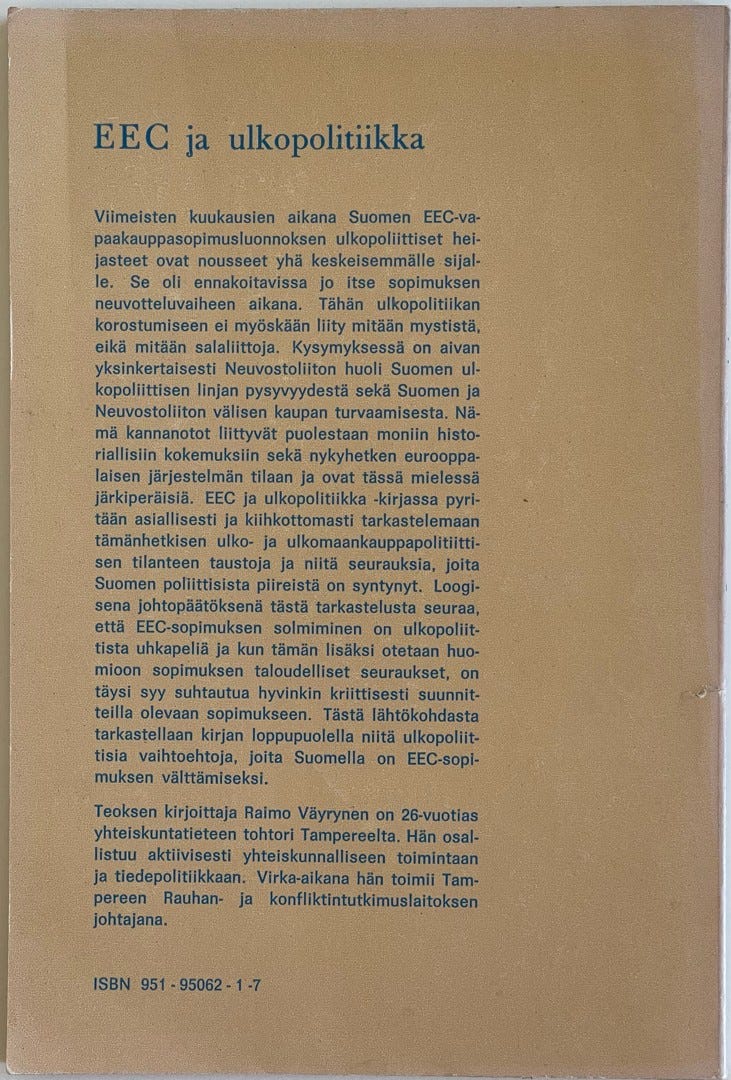 EEC ja ulkopolitiikka
Viimeisten kuukausien aikana Suomen EEC-va-
paakauppasopimusluonnoksen ulkopoliittiset hei-
jasteet ovat nousseet yhä keskeisemmälle sijal-
le. Se oli ennakoitavissa jo itse sopimuksen
neuvotteluvaiheen aikana. Tähän ulkopolitiikan
korostumiseen ei myöskään liity mitään mystistä,
eikä mitään salaliittoja. Kysymyksessä on aivan
yksinkertaisesti Neuvostoliiton huoli Suomen ul-
kopoliittisen linjan pysyvyydestä sekä Suomen ja
Neuvostoliiton välisen kaupan turvaamisesta. Nä-
mä kannanotot liittyvät puolestaan moniin histo-
riallisiin kokemuksiin sekä nykyhetken eurooppa-
laisen järjestelmän tilaan ja ovat tässä mielessä
järkiperäisiä. EEC ja ulkopolitiikka -kirjassa pyri-
tään asiallisesti ja kiihkottomasti tarkastelemaan
tämänhetkisen ulko- ja ulkomaankauppapolitiitti-
sen tilanteen taustoja ja niitä seurauksia, joita
Suomen poliittisista piireistä on syntynyt. Loogi-
sena johtopäätöksenä tästä tarkastelusta seuraa,
että EEC-sopimuksen solmiminen on ulkopoliit-
tista uhkapeliä ja kun tämän lisäksi otetaan huo-
mioon sopimuksen taloudelliset seuraukset, on
täysi syy suhtautua hyvinkin kriittisesti suunnit-
teilla olevaan sopimukseen. Tästä lähtökohdasta
tarkastellaan kirjan loppupuolella niitä ulkopoliit-
tisia vaihtoehtoja, joita Suomella on EEC-sopi-
muksen välttämiseksi.
Teoksen kirjoittaja Raimo Väyrynen on 26-vuotias
yhteiskuntatieteen tohtori Tampereelta. Hän osal-
listuu aktiivisesti yhteiskunnalliseen toimintaan
ja tiedepolitiikkaan. Virka-aikana hän toimii Tam-
pereen Rauhan- ja konfliktintutkimuslaitoksen
johtajana.
ISBN 951 - 95062 - 1 -7